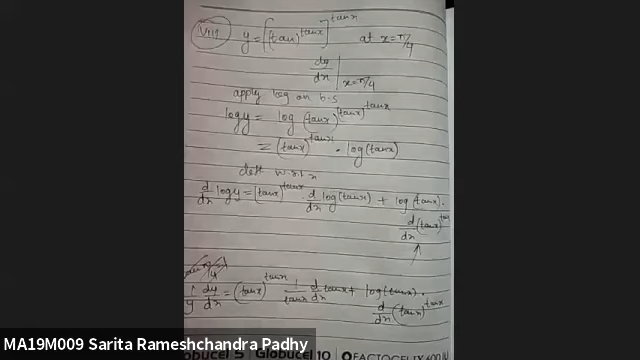 VIII y = [(tanx)^tanx]^tanx at x = π/4
dy/dx | x=π/4
apply log on b.s
log y = log (tanx)^(tanx)^tanx
= (tanx)^tanx · log(tanx)
diff w.r.t x
d/dx log y = (tanx)^tanx · d/dx log(tanx) + log(tanx) ·
d/dx (tanx)^tan
1/y dy/dx = (tanx)^tanx 1/tanx d/dx tanx + log(tanx) ·
d/dx (tanx)^tanx
MA19M009 Sarita Rameshchandra Padhy
Globucel 5 Globucel 10